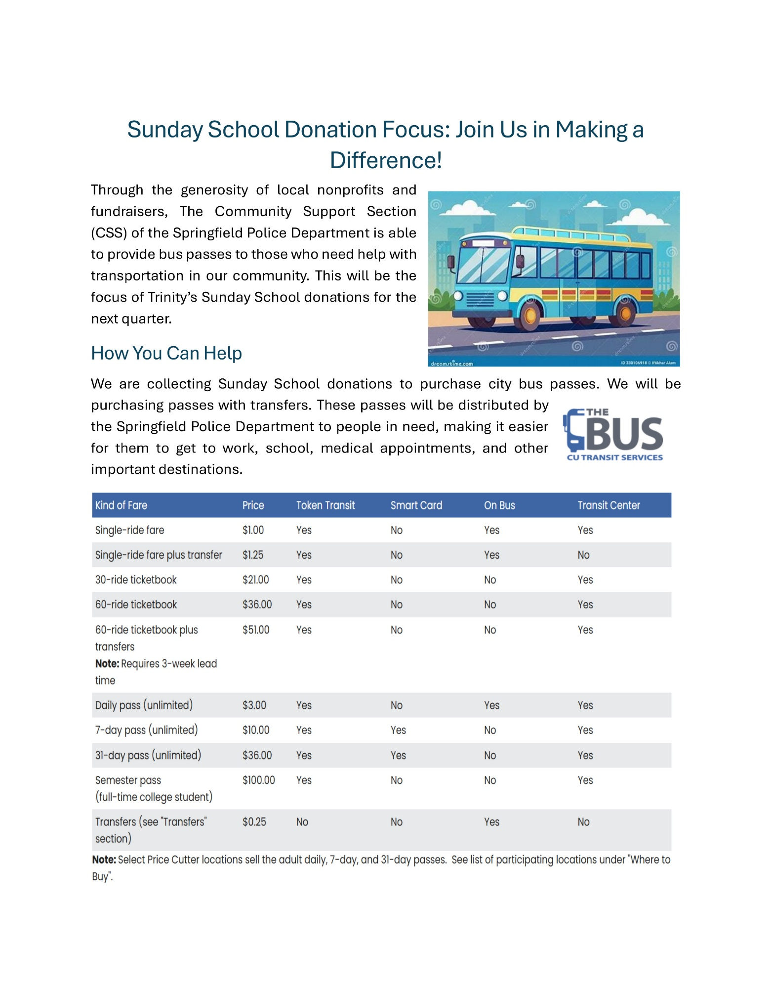 Sunday School Donation Focus: Join Us in Making a
Difference!
Through the generosity of local nonprofits and
fundraisers, The Community Support Section
(CSS) of the Springfield Police Department is able
to provide bus passes to those who need help with
transportation in our community. This will be the
focus of Trinity’s Sunday School donations for the
next quarter.
dreamstime.com
ID 330106918 © Iftikhar Alam
How You Can Help
We are collecting Sunday School donations to purchase city bus passes. We will be
purchasing passes with transfers. These passes will be distributed by
the Springfield Police Department to people in need, making it easier
for them to get to work, school, medical appointments, and other
important destinations.
THE
BUS
CU TRANSIT SERVICES
Kind of Fare Price Token Transit Smart Card On Bus Transit Center
Single-ride fare $1.00 Yes No Yes Yes
Single-ride fare plus transfer $1.25 Yes No Yes No
30-ride ticketbook $21.00 Yes No No Yes
60-ride ticketbook $36.00 Yes No No Yes
60-ride ticketbook plus $51.00 Yes No No Yes
transfers
Note: Requires 3-week lead
time
Daily pass (unlimited) $3.00 Yes No Yes Yes
7-day pass (unlimited) $10.00 Yes Yes No Yes
31-day pass (unlimited) $36.00 Yes Yes No Yes
Semester pass $100.00 Yes No No Yes
(full-time college student)
Transfers (see "Transfers" $0.25 No No Yes No
section)
Note: Select Price Cutter locations sell the adult daily, 7-day, and 31-day passes. See list of participating locations under "Where to
Buy".